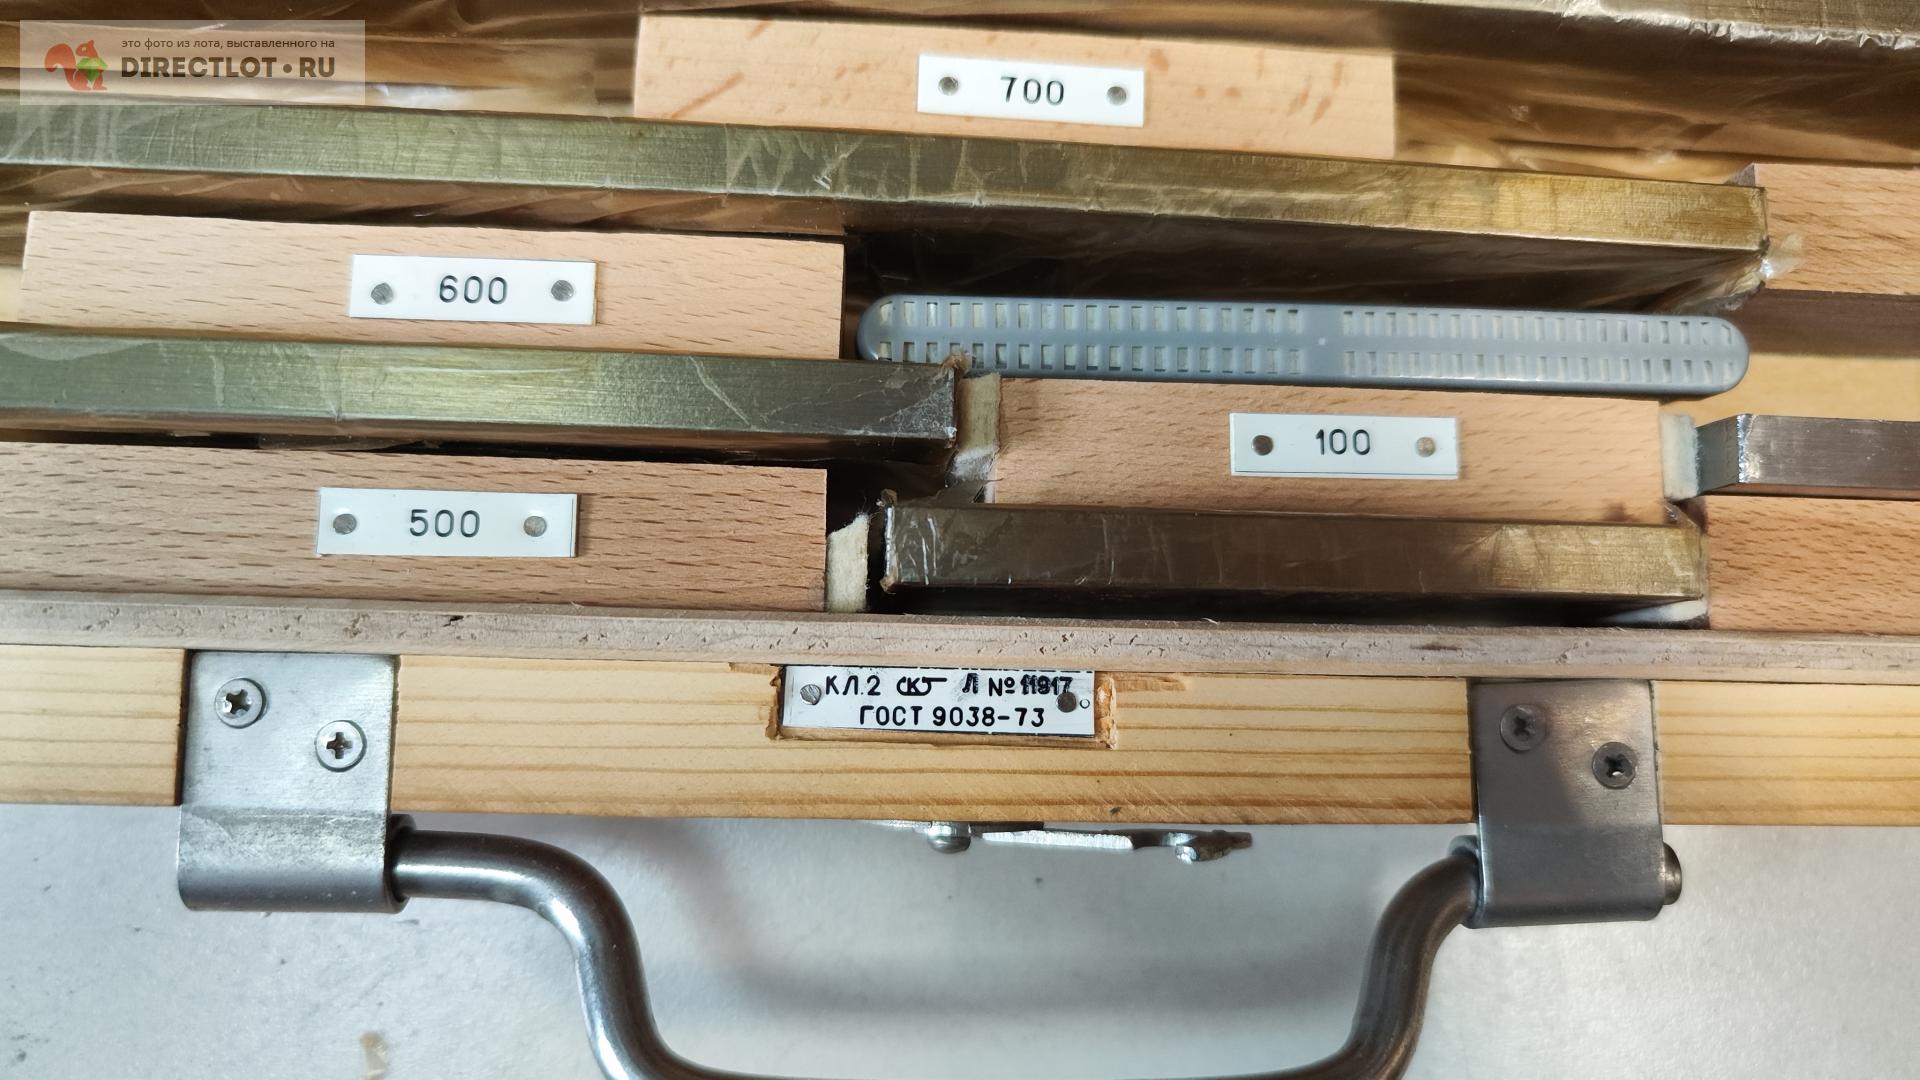 это фото из лота, выставленного на
DIRECTLOT.RU
700
600
100
500
КЛ.2 Л № 11917
ГОСТ 9038-73